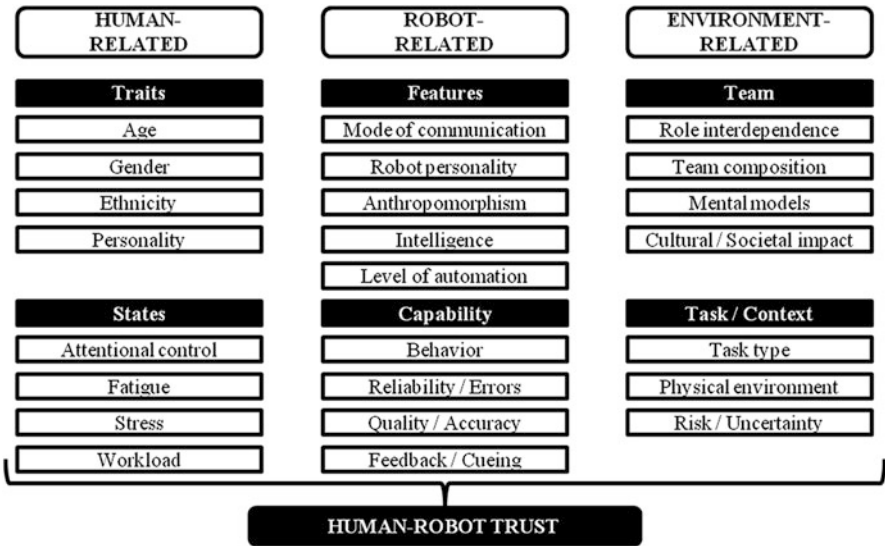 HUMAN-
RELATED
Traits
Age
Gender
Ethnicity
Personality
States
Attentional control
Fatigue
Stress
Workload
ROBOT-
RELATED
Features
Mode of communication
Robot personality
Anthropomorphism
Intelligence
Level of automation
Capability
Behavior
Reliability / Errors
Quality / Accuracy
Feedback / Cueing
ENVIRONMENT-
RELATED
Team
Role interdependence
Team composition
Mental models
Cultural / Societal impact
Task / Context
Task type
Physical environment
Risk / Uncertainty
HUMAN-ROBOT TRUST